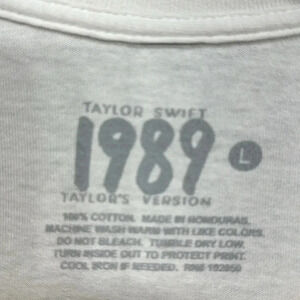 TAYLOR SWIFT
1989 L
TAYLOR'S VERSION
100% COTTON. MADE IN HONDURAS.
MACHINE WASH WARM WITH LIKE COLORS.
DO NOT BLEACH. TUMBLE DRY LOW.
TURN INSIDE OUT TO PROTECT PRINT.
COOL IRON IF NEEDED. RN#